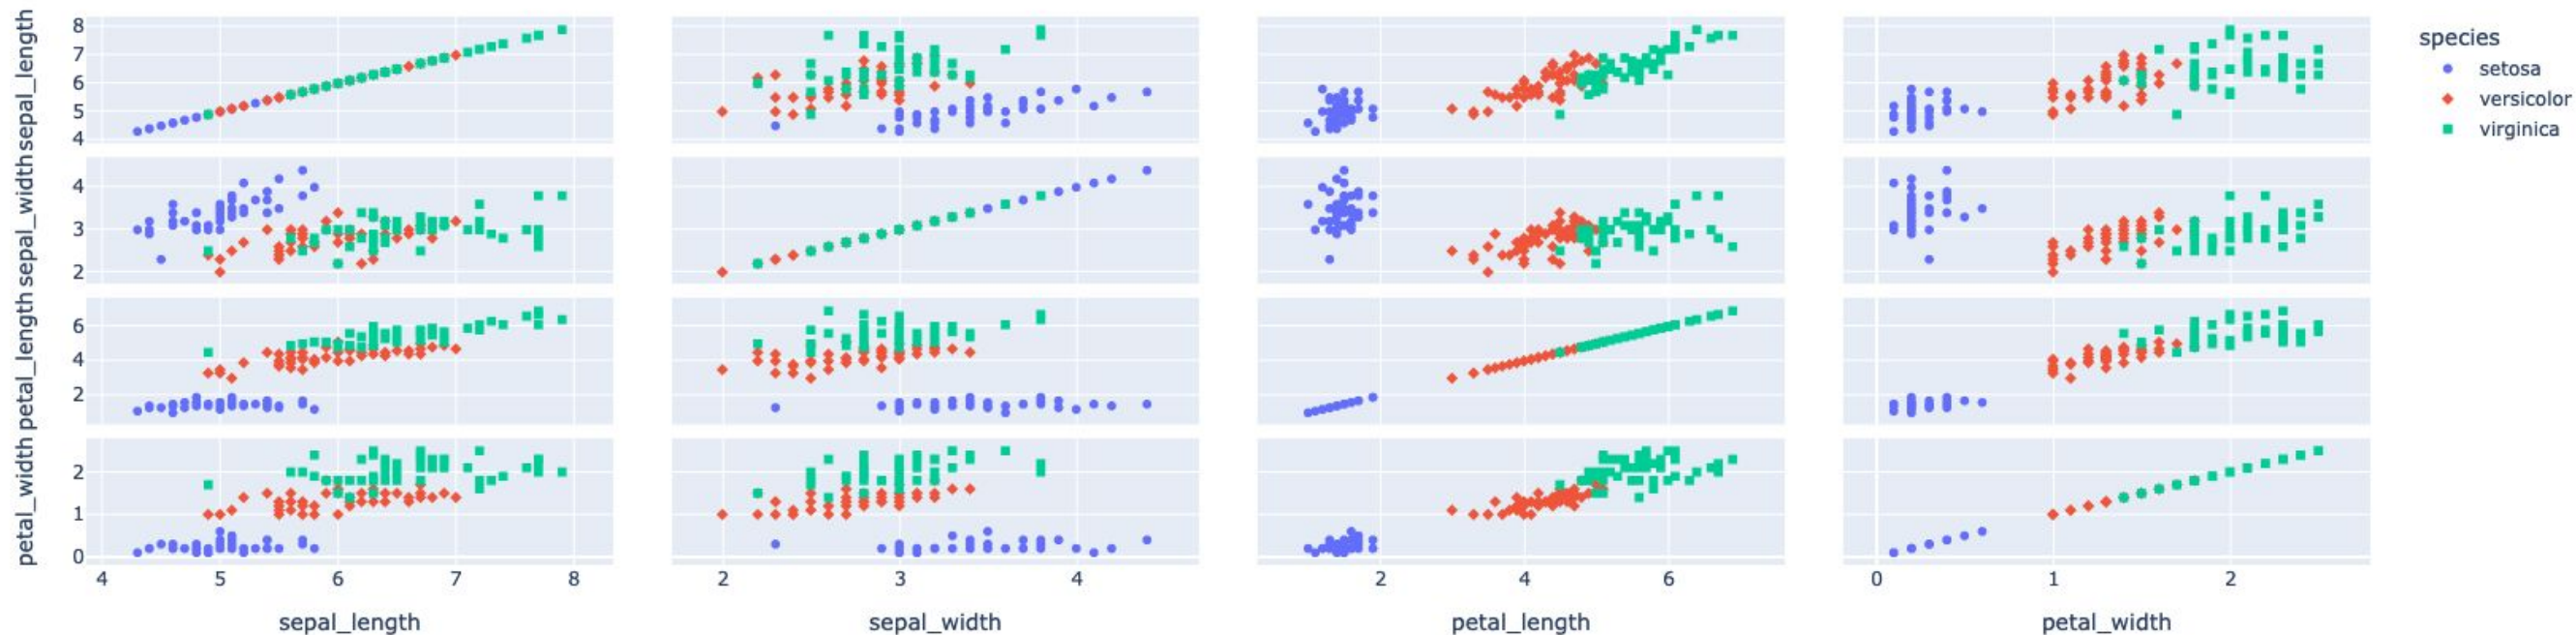 sepal_length
8
7
6
5
4
sepal_width
4
3
2
petal_length
6
4
2
petal_width
2
1
0
4 5 6 7 8
2 3 4
2 4 6
0 1 2
sepal_length
sepal_width
petal_length
petal_width
species
setosa
versicolor
virginica